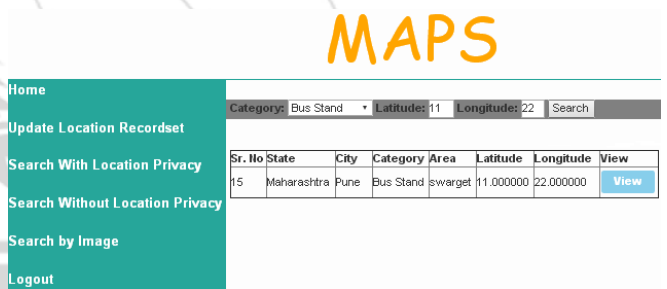 MAPS
Home
Update Location Recordset
Search With Location Privacy
Search Without Location Privacy
Search by Image
Logout
Category: Bus Stand Latitude: 11 Longitude: 22 Search
Sr. No State City Category Area Latitude Longitude View
15 Maharashtra Pune Bus Stand swarget 11.000000 22.000000 View